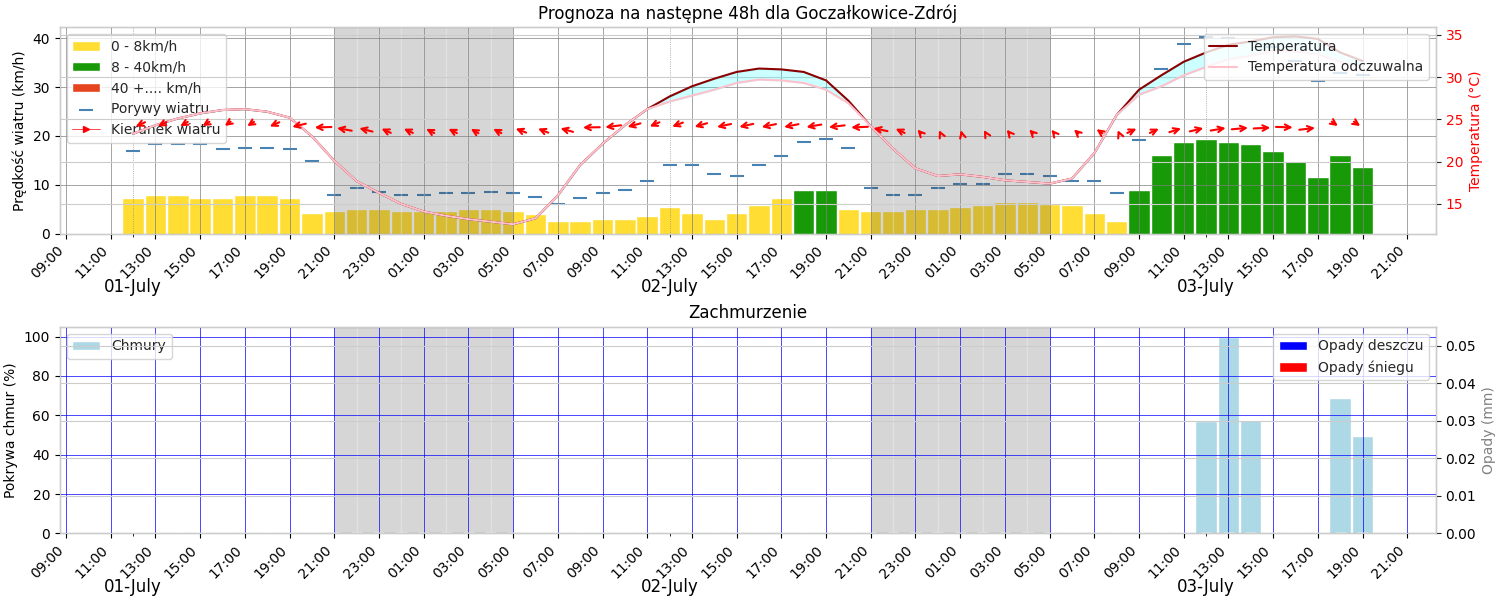 Prognoza na następne 48h dla Goczałkowice-Zdrój
Prędkość wiatru (km/h)
40
30
20
10
0
0 - 8km/h
8 - 40km/h
40 +.... km/h
Porywy wiatru
Kierunek wiatru
Temperatura
Temperatura odczuwalna
35
30
25
20
15
Temperatura (°C)
09:00 11:00 13:00 15:00 17:00 19:00 21:00 23:00 01:00 03:00 05:00 07:00 09:00 11:00 13:00 15:00 17:00 19:00 21:00 23:00 01:00 03:00 05:00 07:00 09:00 11:00 13:00 15:00 17:00 19:00 21:00
01-July 02-July 03-July
Zachmurzenie
Pokrywa chmur (%)
100
80
60
40
20
0
Chmury
Opady deszczu
Opady śniegu
0.05
0.04
0.03
0.02
0.01
0.00
Opady (mm)
09:00 11:00 13:00 15:00 17:00 19:00 21:00 23:00 01:00 03:00 05:00 07:00 09:00 11:00 13:00 15:00 17:00 19:00 21:00 23:00 01:00 03:00 05:00 07:00 09:00 11:00 13:00 15:00 17:00 19:00 21:00
01-July 02-July 03-July